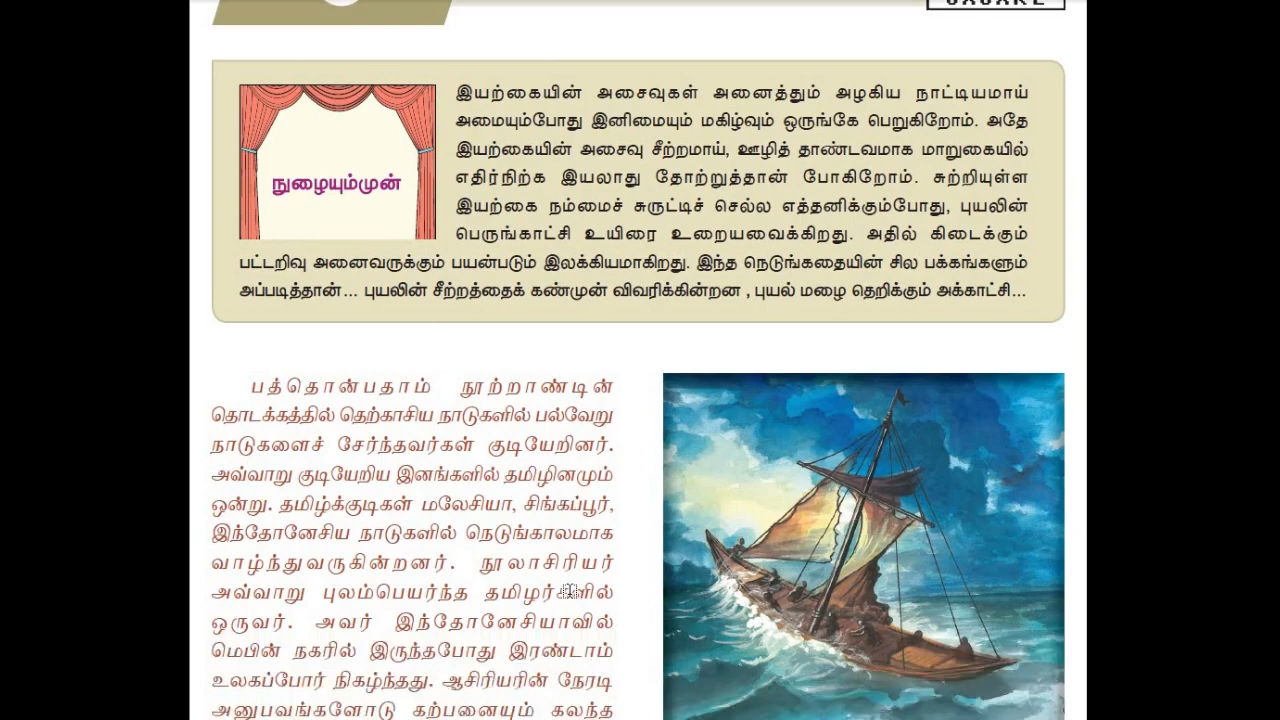 நுழையும்முன்
இயற்கையின் அசைவுகள் அனைத்தும் அழகிய நாட்டியமாய்
அமையும்போது இனிமையும் மகிழ்வும் ஒருங்கே பெறுகிறோம். அதே
இயற்கையின் அசைவு சீற்றமாய், ஊழித் தாண்டவமாக மாறுகையில்
எதிர்நிற்க இயலாது தோற்றுத்தான் போகிறோம். சுற்றியுள்ள
இயற்கை நம்மைச் சுருட்டிச் செல்ல எத்தனிக்கும்போது, புயலின்
பெருங்காட்சி உயிரை உறையவைக்கிறது. அதில் கிடைக்கும்
பட்டறிவு அனைவருக்கும் பயன்படும் இலக்கியமாகிறது. இந்த நெடுங்கதையின் சில பக்கங்களும்
அப்படித்தான்... புயலின் சீற்றத்தைக் கண்முன் விவரிக்கின்றன , புயல் மழை தெறிக்கும் அக்காட்சி...
பத்தொன்பதாம் நூற்றாண்டின்
தொடக்கத்தில் தெற்காசிய நாடுகளில் பல்வேறு
நாடுகளைச் சேர்ந்தவர்கள் குடியேறினர்.
அவ்வாறு குடியேறிய இனங்களில் தமிழினமும்
ஒன்று. தமிழ்க்குடிகள் மலேசியா, சிங்கப்பூர்,
இந்தோனேசிய நாடுகளில் நெடுங்காலமாக
வாழ்ந்துவருகின்றனர். நூலாசிரியர்
அவ்வாறு புலம்பெயர்ந்த தமிழர்களில்
ஒருவர். அவர் இந்தோனேசியாவில்
மெபின் நகரில் இருந்தபோது இரண்டாம்
உலகப்போர் நிகழ்ந்தது. ஆசிரியரின் நேரடி
அனுபவங்களோடு கற்பனையும் கலந்த